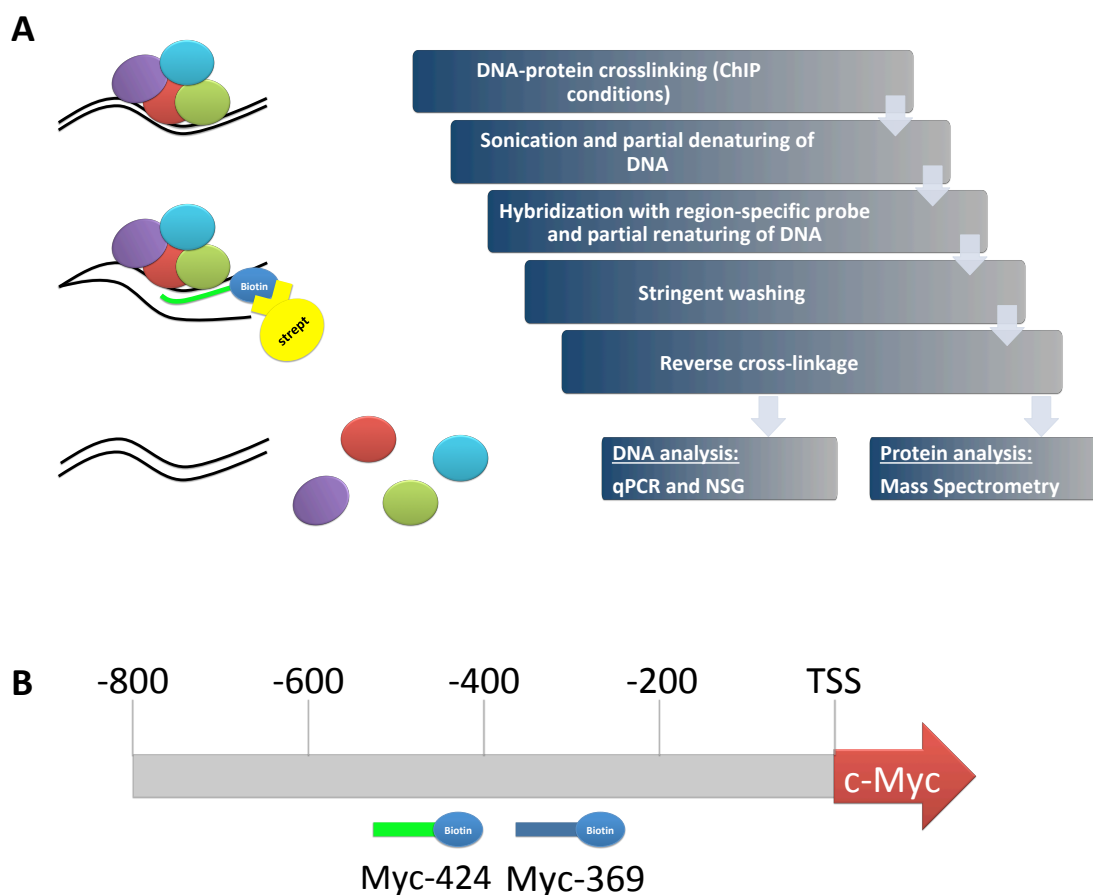 A
DNA-protein crosslinking (ChIP
conditions)
Sonication and partial denaturing of
DNA
Hybridization with region-specific probe
and partial renaturing of DNA
Biotin
strept
Stringent washing
Reverse cross-linkage
DNA analysis:
qPCR and NSG
Protein analysis:
Mass Spectrometry
B
-800
-600
-400
-200
TSS
c-Myc
Biotin
Biotin
Myc-424
Myc-369